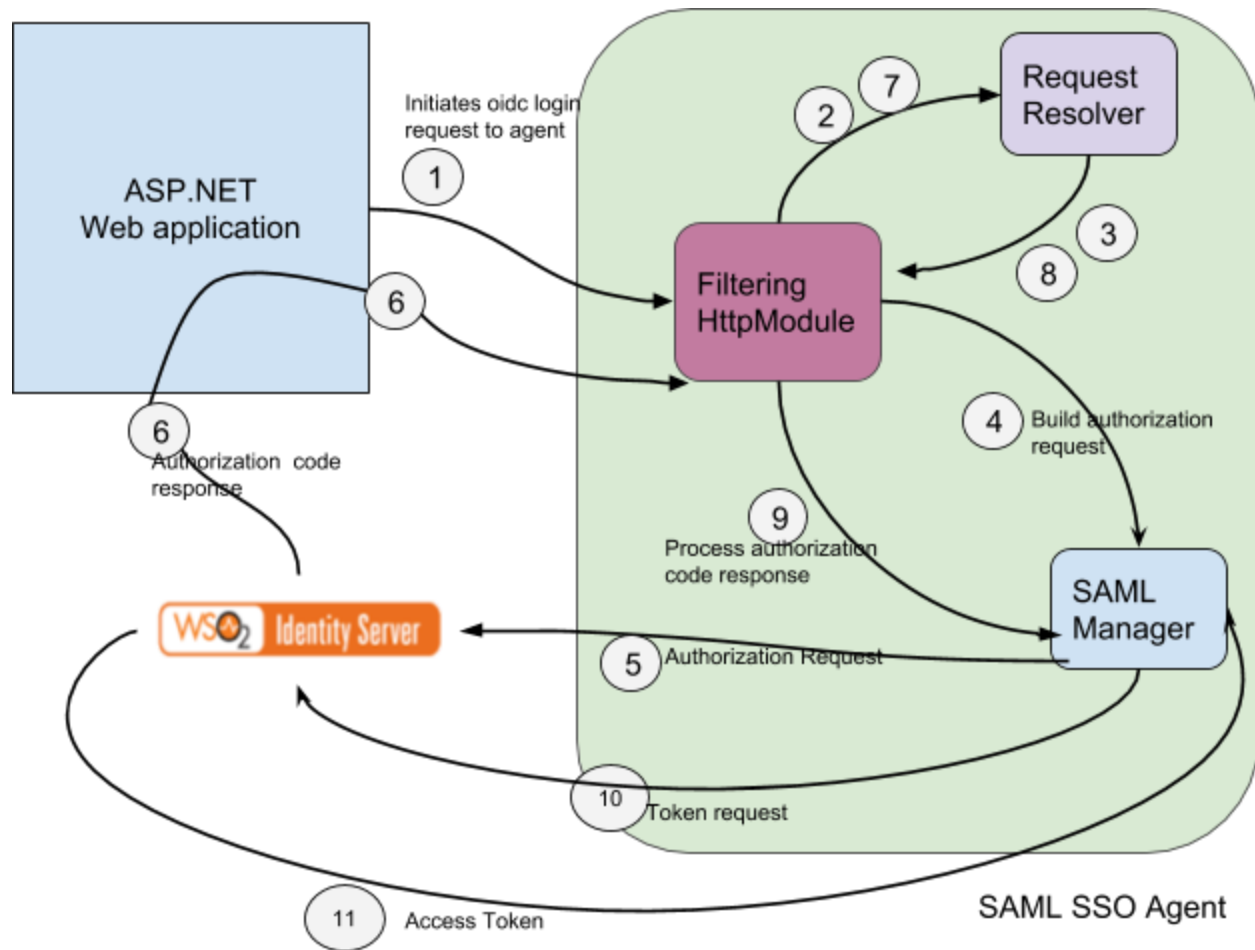 ASP.NET
Web application
Initiates oidc login
request to agent
1
2
7
Request
Resolver
3
8
Filtering
HttpModule
6
4
Build authorization
request
6
Authorization code
response
9
Process authorization
code response
SAML
Manager
WSO2 Identity Server
5
Authorization Request
10
Token request
11
Access Token
SAML SSO Agent